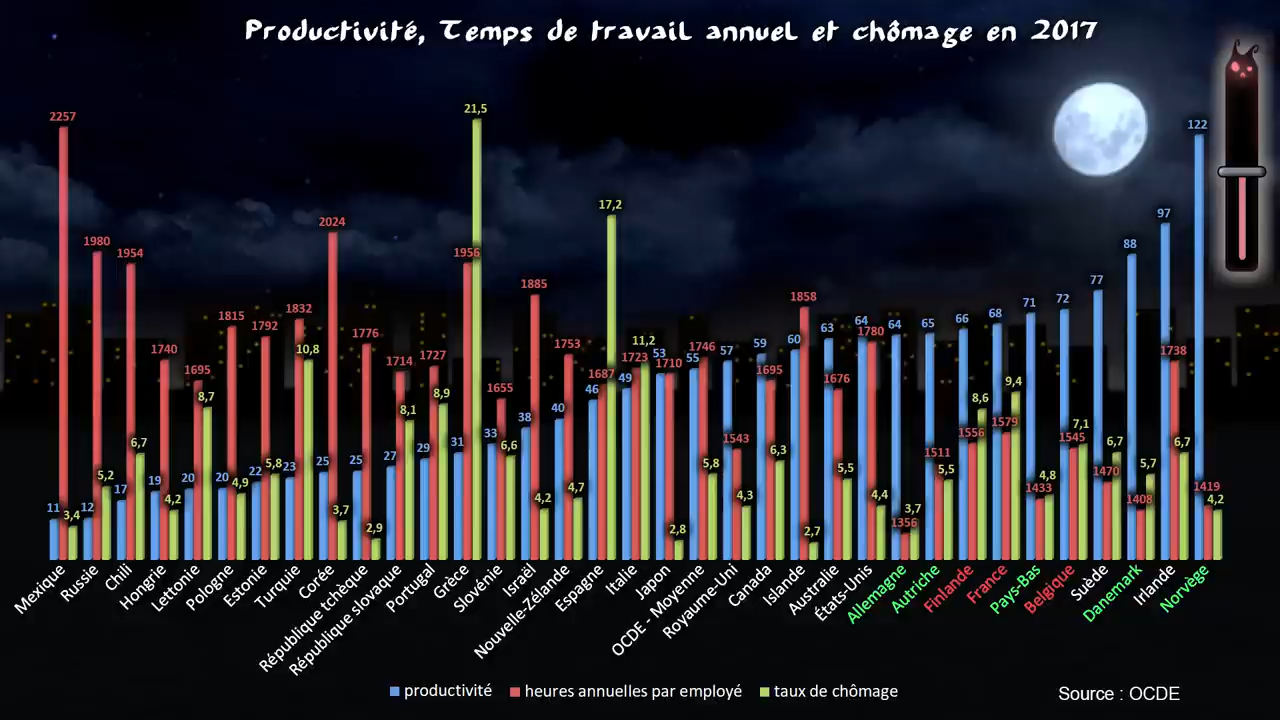 Productivité, Temps de travail annuel et chômage en 2017
2257 1980 1954 1740 1695 1815 1792 1832 2024 1776 1714 1727 1956 1655 1885 1753 1687 1723 1710 1746 1543 1695 1858 1676 1780 1356 1511 1556 1579 1433 1545 1470 1408 1738 1419
11 12 17 19 20 20 22 23 25 25 27 29 31 33 38 40 46 49 53 55 57 59 60 63 64 64 65 66 68 71 72 77 88 97 122
3,4 5,2 6,7 4,2 8,7 4,9 5,8 10,8 3,7 2,9 8,1 8,9 21,5 6,6 4,2 4,7 17,2 11,2 2,8 5,8 4,3 6,3 2,7 5,5 4,4 3,7 5,5 8,6 9,4 4,8 7,1 6,7 5,7 6,7 4,2
Mexique
Russie
Chili
Hongrie
Lettonie
Pologne
Estonie
Turquie
Corée
République tchèque
République slovaque
Portugal
Grèce
Slovénie
Israël
Nouvelle-Zélande
Espagne
Italie
Japon
OCDE - Moyenne
Royaume-Uni
Canada
Islande
Australie
États-Unis
Allemagne
Autriche
Finlande
France
Pays-Bas
Belgique
Suède
Danemark
Irlande
Norvège
productivité heures annuelles par employé taux de chômage
Source : OCDE